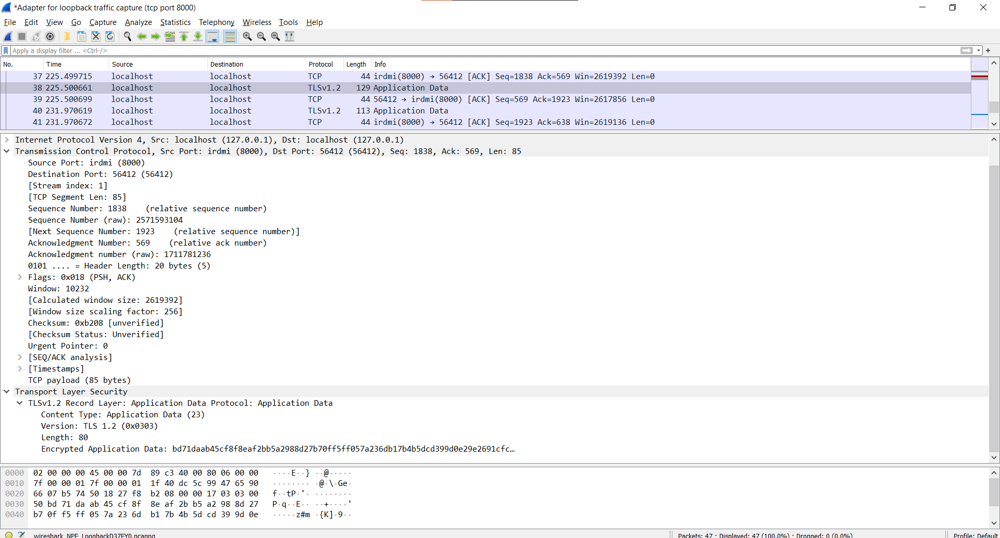 *Adapter for loopback traffic capture (tcp port 8000)
File Edit View Go Capture Analyze Statistics Telephony Wireless Tools Help
Apply a display filter ... <Ctrl-/>
No. Time Source Destination Protocol Length Info
37 225.499715 localhost localhost TCP 44 irdmi(8000) → 56412 [ACK] Seq=1838 Ack=569 Win=2619392 Len=0
38 225.500661 localhost localhost TLSv1.2 129 Application Data
39 225.500699 localhost localhost TCP 44 56412 → irdmi(8000) [ACK] Seq=569 Ack=1923 Win=2617856 Len=0
40 231.970619 localhost localhost TLSv1.2 113 Application Data
41 231.970672 localhost localhost TCP 44 irdmi(8000) → 56412 [ACK] Seq=1923 Ack=638 Win=2619136 Len=0
Internet Protocol Version 4, Src: localhost (127.0.0.1), Dst: localhost (127.0.0.1)
Transmission Control Protocol, Src Port: irdmi (8000), Dst Port: 56412 (56412), Seq: 1838, Ack: 569, Len: 85
Source Port: irdmi (8000)
Destination Port: 56412 (56412)
[Stream index: 1]
[TCP Segment Len: 85]
Sequence Number: 1838 (relative sequence number)
Sequence Number (raw): 2571593104
[Next Sequence Number: 1923 (relative sequence number)]
Acknowledgment Number: 569 (relative ack number)
Acknowledgment number (raw): 1711781236
0101 .... = Header Length: 20 bytes (5)
Flags: 0x018 (PSH, ACK)
Window: 10232
[Calculated window size: 2619392]
[Window size scaling factor: 256]
Checksum: 0xb208 [unverified]
[Checksum Status: Unverified]
Urgent Pointer: 0
[SEQ/ACK analysis]
[Timestamps]
TCP payload (85 bytes)
Transport Layer Security
TLSv1.2 Record Layer: Application Data Protocol: Application Data
Content Type: Application Data (23)
Version: TLS 1.2 (0x0303)
Length: 80
Encrypted Application Data: bd71daab45cf8f8eaf2bb5a2988d27b70ff5ff057a236db17b4b5dcd399d0e29e2691cfc…
0000 02 00 00 00 45 00 00 7d 89 c3 40 00 80 06 00 00 ····E··} ··@·····
0010 7f 00 00 01 7f 00 00 01 1f 40 dc 5c 99 47 65 90 ········ ·@·\·Ge·
0020 66 07 b5 74 50 18 27 f8 b2 08 00 00 17 03 03 00 f··tP·'· ········
0030 50 bd 71 da ab 45 cf 8f 8e af 2b b5 a2 98 8d 27 P·q··E·· ··+····'
0040 b7 0f f5 ff 05 7a 23 6d b1 7b 4b 5d cd 39 9d 0e ·····z#m ·{K]·9··
wireshark_NPF_LoopbackD37FY0.pcapng Packets: 47 · Displayed: 47 (100.0%) · Dropped: 0 (0.0%) Profile: Default